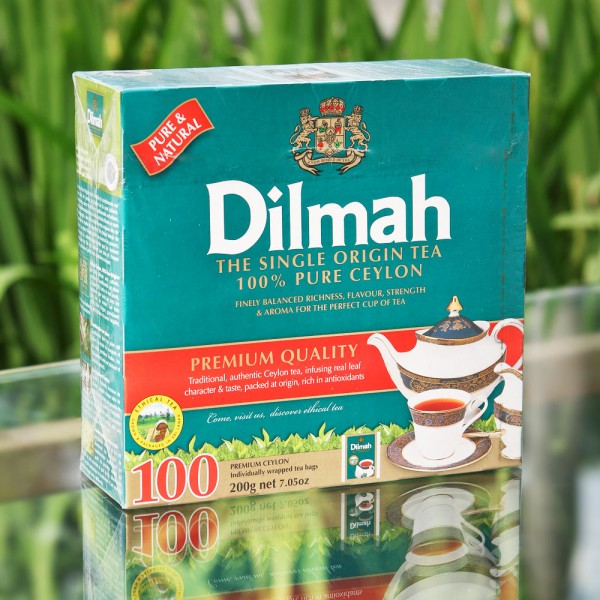 Dilmah
PURE &
NATURAL
Dilmah
THE SINGLE ORIGIN TEA
100% PURE CEYLON
FINELY BALANCED RICHNESS, FLAVOUR, STRENGTH
& AROMA FOR THE PERFECT CUP OF TEA
PREMIUM QUALITY
Traditional, authentic Ceylon tea, infusing real leaf
character & taste, packed at origin, rich in antioxidants
ETHICAL TEA
Come, visit us, discover ethical tea
100
PREMIUM CEYLON
Individually wrapped tea bags
200g net 7.05oz
Dilmah